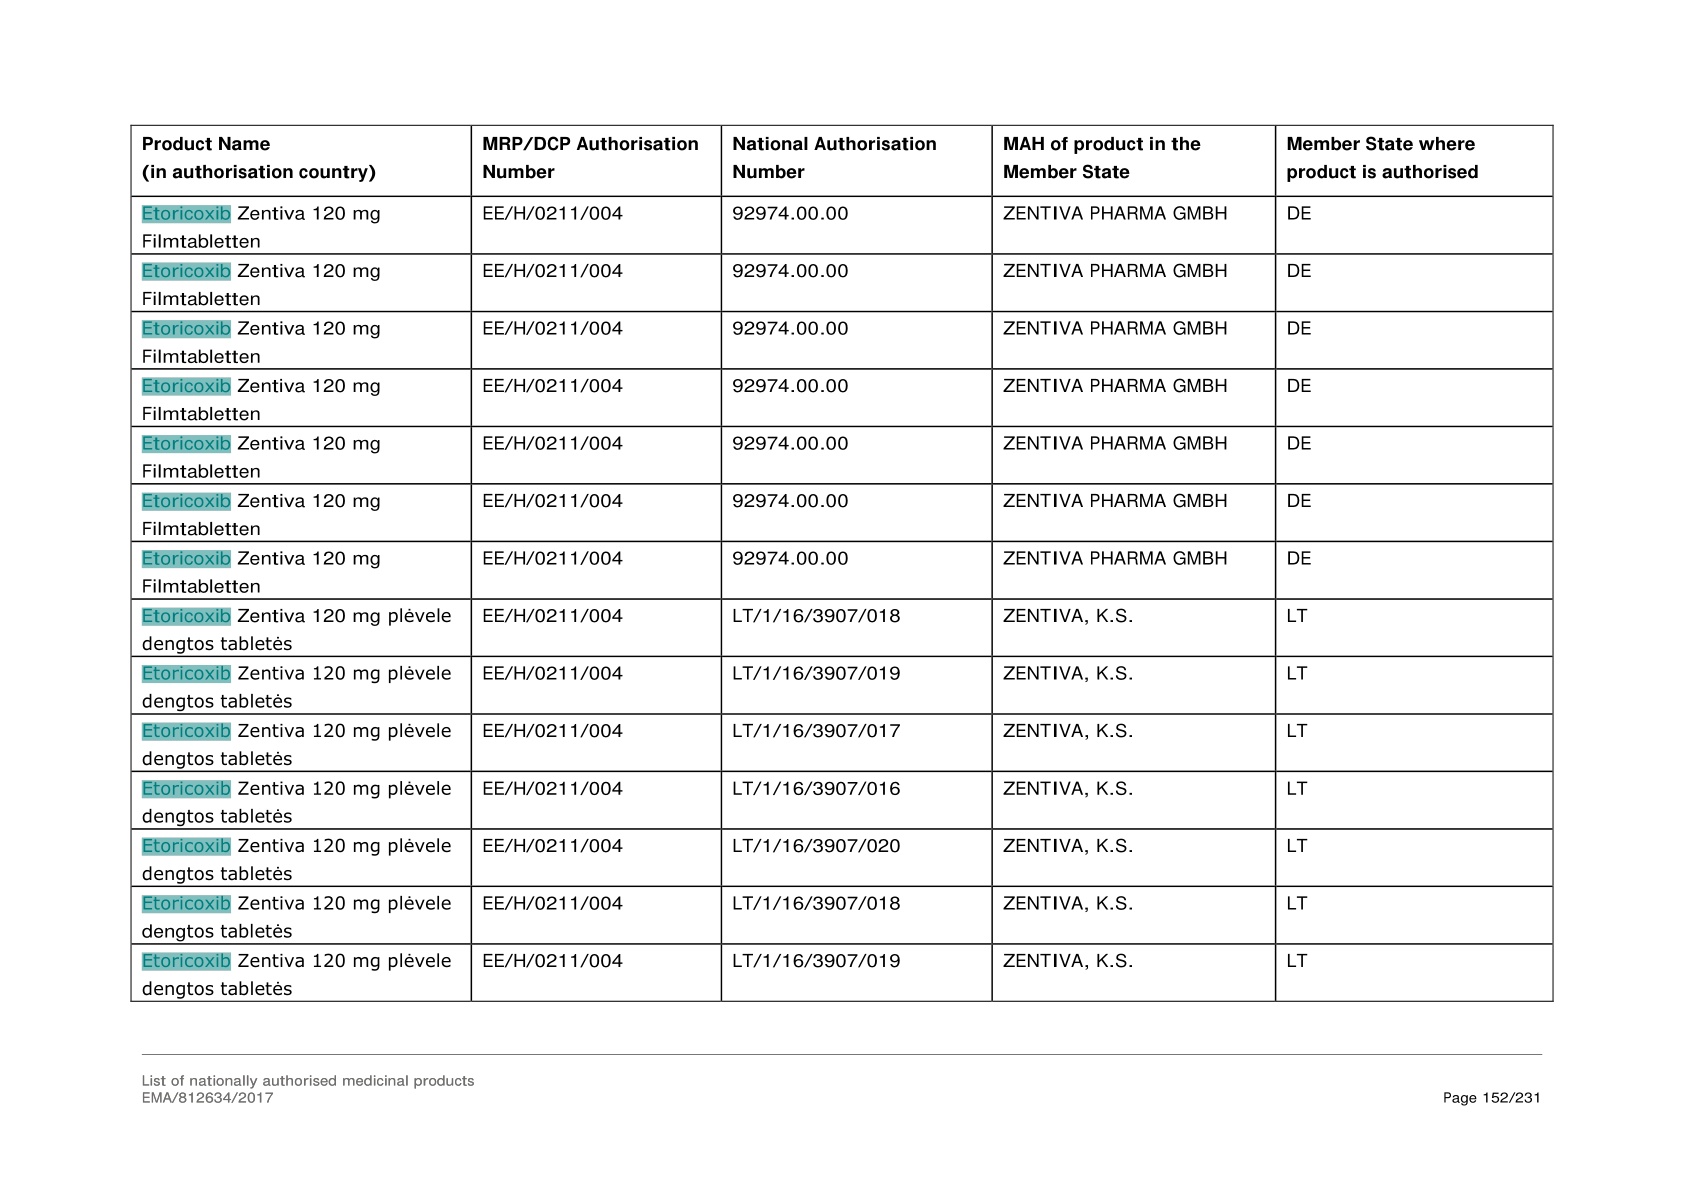 Product Name
(in authorisation country)
MRP/DCP Authorisation
Number
National Authorisation
Number
MAH of product in the
Member State
Member State where
product is authorised
Etoricoxib Zentiva 120 mg
Filmtabletten
EE/H/0211/004
92974.00.00
ZENTIVA PHARMA GMBH
DE
Etoricoxib Zentiva 120 mg
Filmtabletten
EE/H/0211/004
92974.00.00
ZENTIVA PHARMA GMBH
DE
Etoricoxib Zentiva 120 mg
Filmtabletten
EE/H/0211/004
92974.00.00
ZENTIVA PHARMA GMBH
DE
Etoricoxib Zentiva 120 mg
Filmtabletten
EE/H/0211/004
92974.00.00
ZENTIVA PHARMA GMBH
DE
Etoricoxib Zentiva 120 mg
Filmtabletten
EE/H/0211/004
92974.00.00
ZENTIVA PHARMA GMBH
DE
Etoricoxib Zentiva 120 mg
Filmtabletten
EE/H/0211/004
92974.00.00
ZENTIVA PHARMA GMBH
DE
Etoricoxib Zentiva 120 mg
Filmtabletten
EE/H/0211/004
92974.00.00
ZENTIVA PHARMA GMBH
DE
Etoricoxib Zentiva 120 mg plėvele
dengtos tabletės
EE/H/0211/004
LT/1/16/3907/018
ZENTIVA, K.S.
LT
Etoricoxib Zentiva 120 mg plėvele
dengtos tabletės
EE/H/0211/004
LT/1/16/3907/019
ZENTIVA, K.S.
LT
Etoricoxib Zentiva 120 mg plėvele
dengtos tabletės
EE/H/0211/004
LT/1/16/3907/017
ZENTIVA, K.S.
LT
Etoricoxib Zentiva 120 mg plėvele
dengtos tabletės
EE/H/0211/004
LT/1/16/3907/016
ZENTIVA, K.S.
LT
Etoricoxib Zentiva 120 mg plėvele
dengtos tabletės
EE/H/0211/004
LT/1/16/3907/020
ZENTIVA, K.S.
LT
Etoricoxib Zentiva 120 mg plėvele
dengtos tabletės
EE/H/0211/004
LT/1/16/3907/018
ZENTIVA, K.S.
LT
Etoricoxib Zentiva 120 mg plėvele
dengtos tabletės
EE/H/0211/004
LT/1/16/3907/019
ZENTIVA, K.S.
LT
List of nationally authorised medicinal products
EMA/812634/2017
Page 152/231